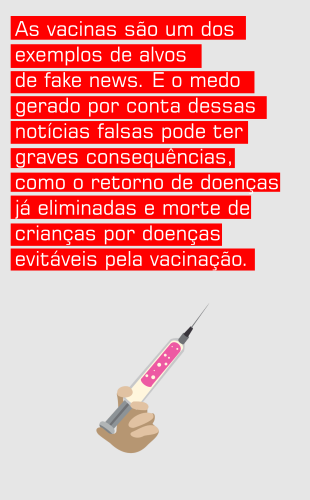 As vacinas são um dos
exemplos de alvos
de fake news. E o medo
gerado por conta dessas
notícias falsas pode ter
graves consequências,
como o retorno de doenças
já eliminadas e morte de
crianças por doenças
evitáveis pela vacinação.